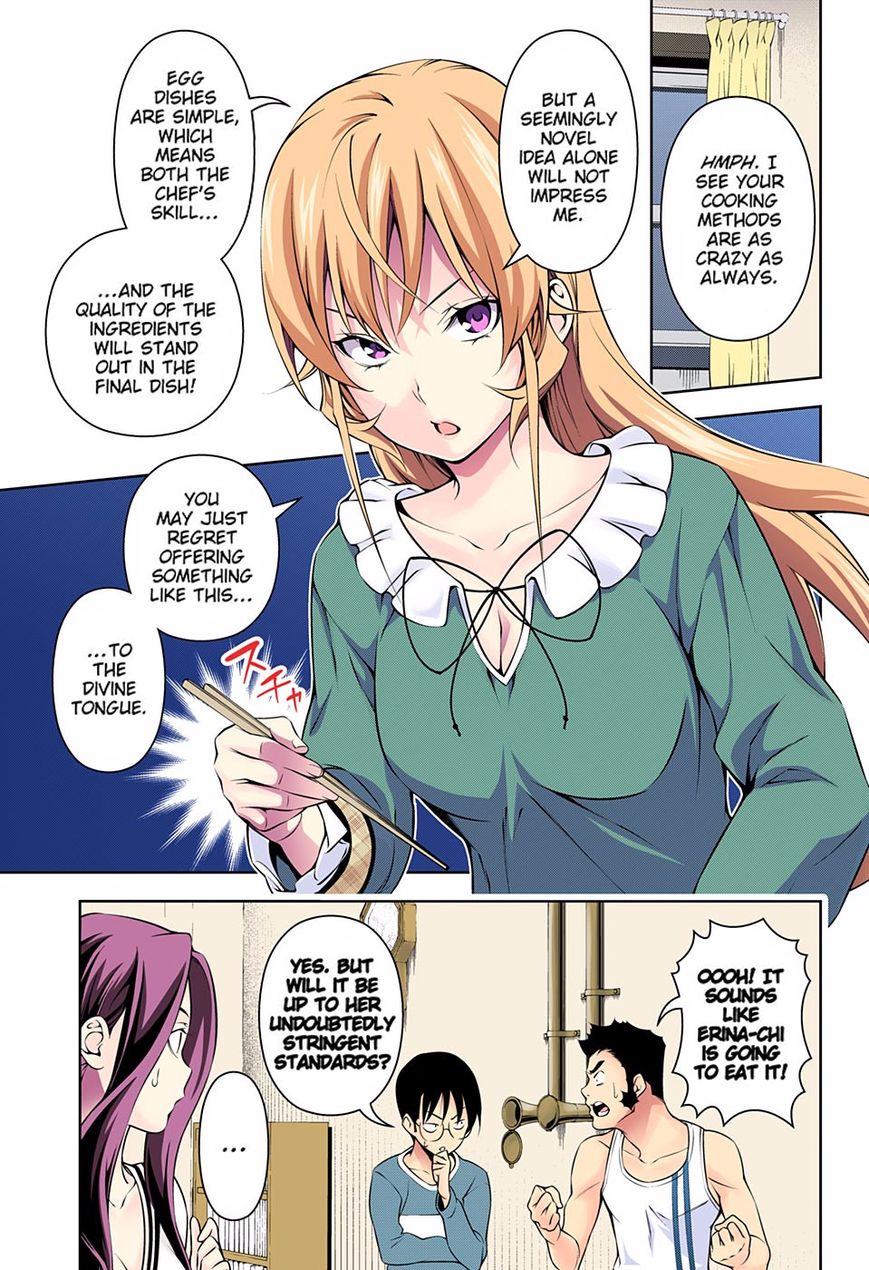 HMPH. I
SEE YOUR
COOKING
METHODS
ARE AS
CRAZY AS
ALWAYS.
BUT A
SEEMINGLY
NOVEL
IDEA ALONE
WILL NOT
IMPRESS
ME.
EGG
DISHES
ARE SIMPLE,
WHICH
MEANS
BOTH THE
CHEF'S
SKILL...
...AND THE
QUALITY OF THE
INGREDIENTS
WILL STAND
OUT IN THE
FINAL DISH!
YOU
MAY JUST
REGRET
OFFERING
SOMETHING
LIKE THIS...
...TO
THE
DIVINE
TONGUE.
スチャ
OOOH! IT
SOUNDS
LIKE
ERINA-CHI
IS GOING
TO EAT IT!
YES. BUT
WILL IT BE
UP TO HER
UNDOUBTEDLY
STRINGENT
STANDARDS?
...